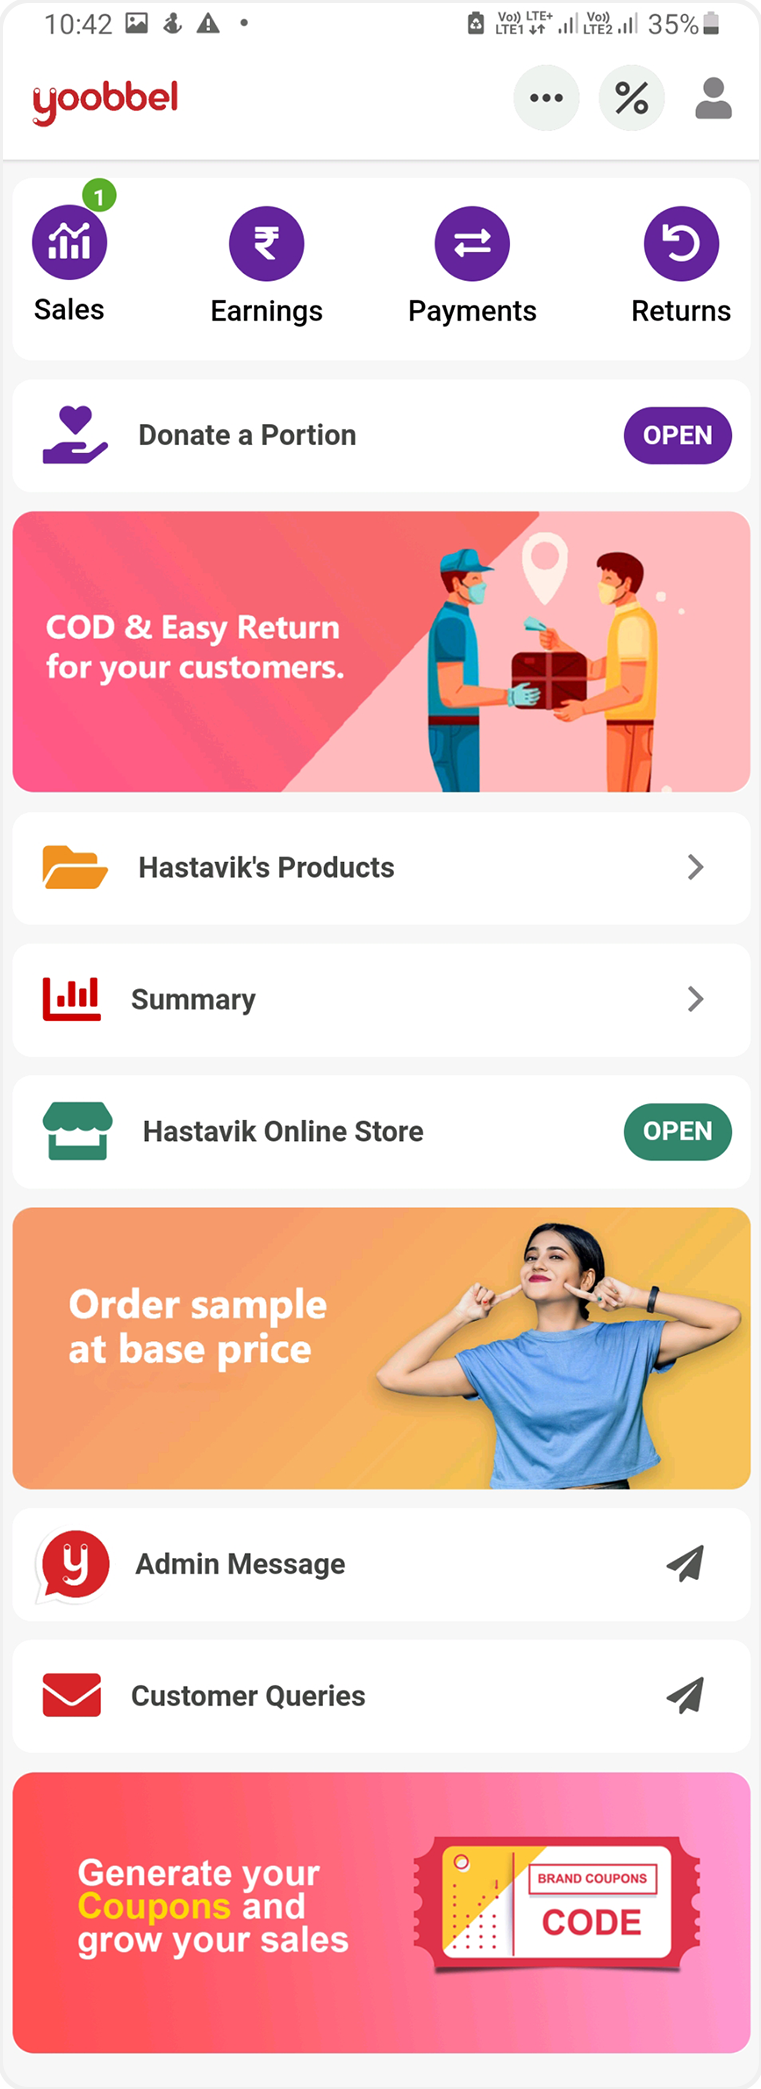 10:42
Vo)) LTE+
LTE1
Vo))
LTE2
35%
yoobbel
1
Sales
Earnings
Payments
Returns
Donate a Portion
OPEN
COD & Easy Return
for your customers.
Hastavik's Products
Summary
Hastavik Online Store
OPEN
Order sample
at base price
y
Admin Message
Customer Queries
Generate your
Coupons and
grow your sales
BRAND COUPONS
CODE